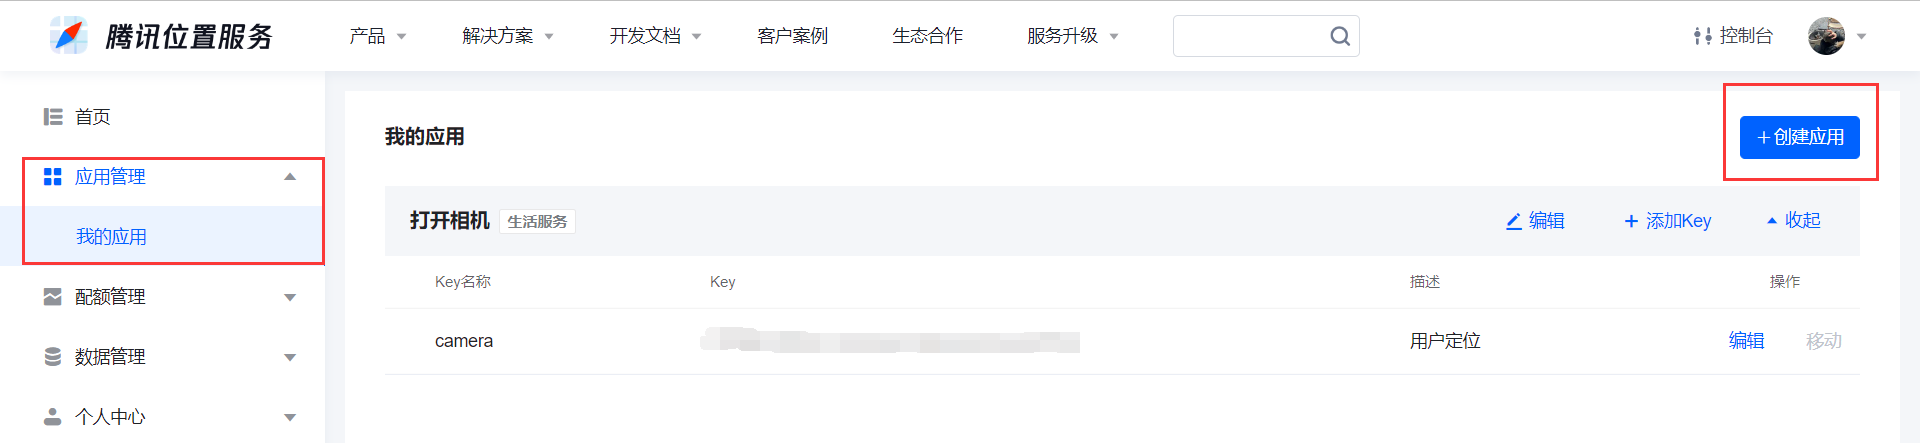 腾讯位置服务 产品 解决方案 开发文档 客户案例 生态合作 服务升级 控制台
首页
应用管理
我的应用
配额管理
数据管理
个人中心
我的应用 +创建应用
打开相机 生活服务 编辑 +添加Key 收起
Key名称 Key 描述 操作
camera 用户定位 编辑 移动